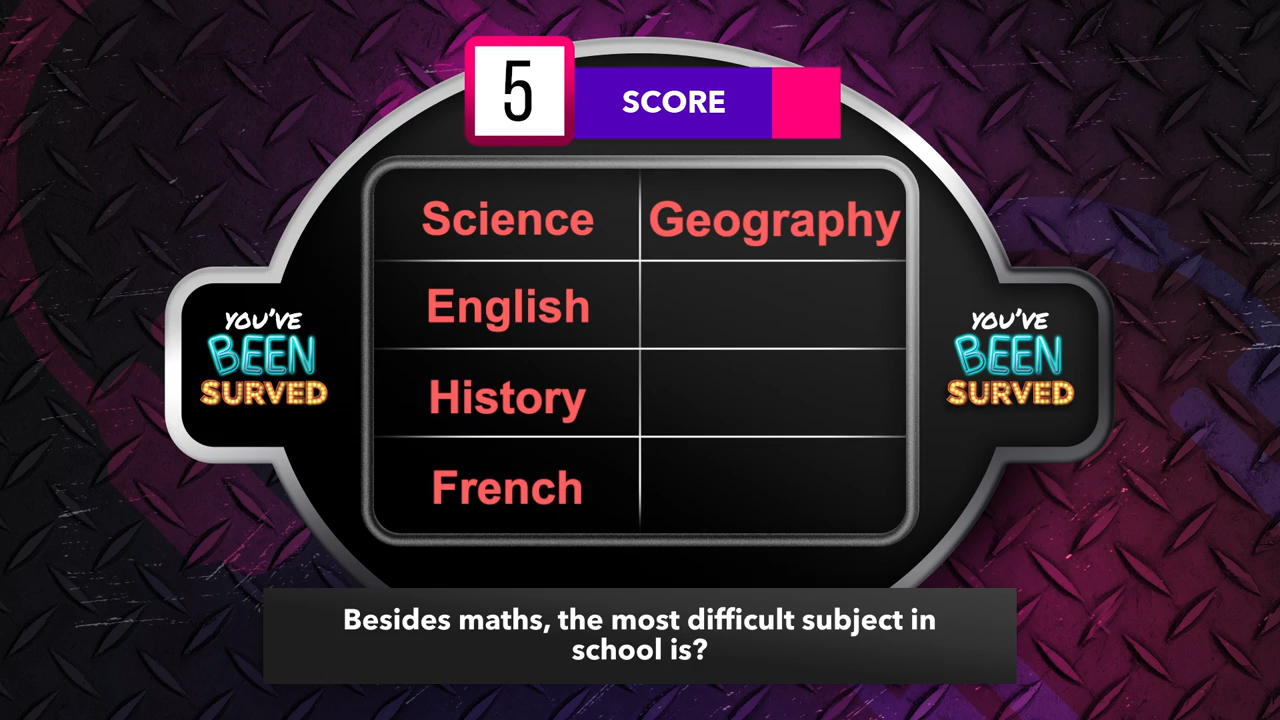 5
SCORE
Science
Geography
English
History
French
YOU'VE
BEEN
SURVED
YOU'VE
BEEN
SURVED
Besides maths, the most difficult subject in
school is?